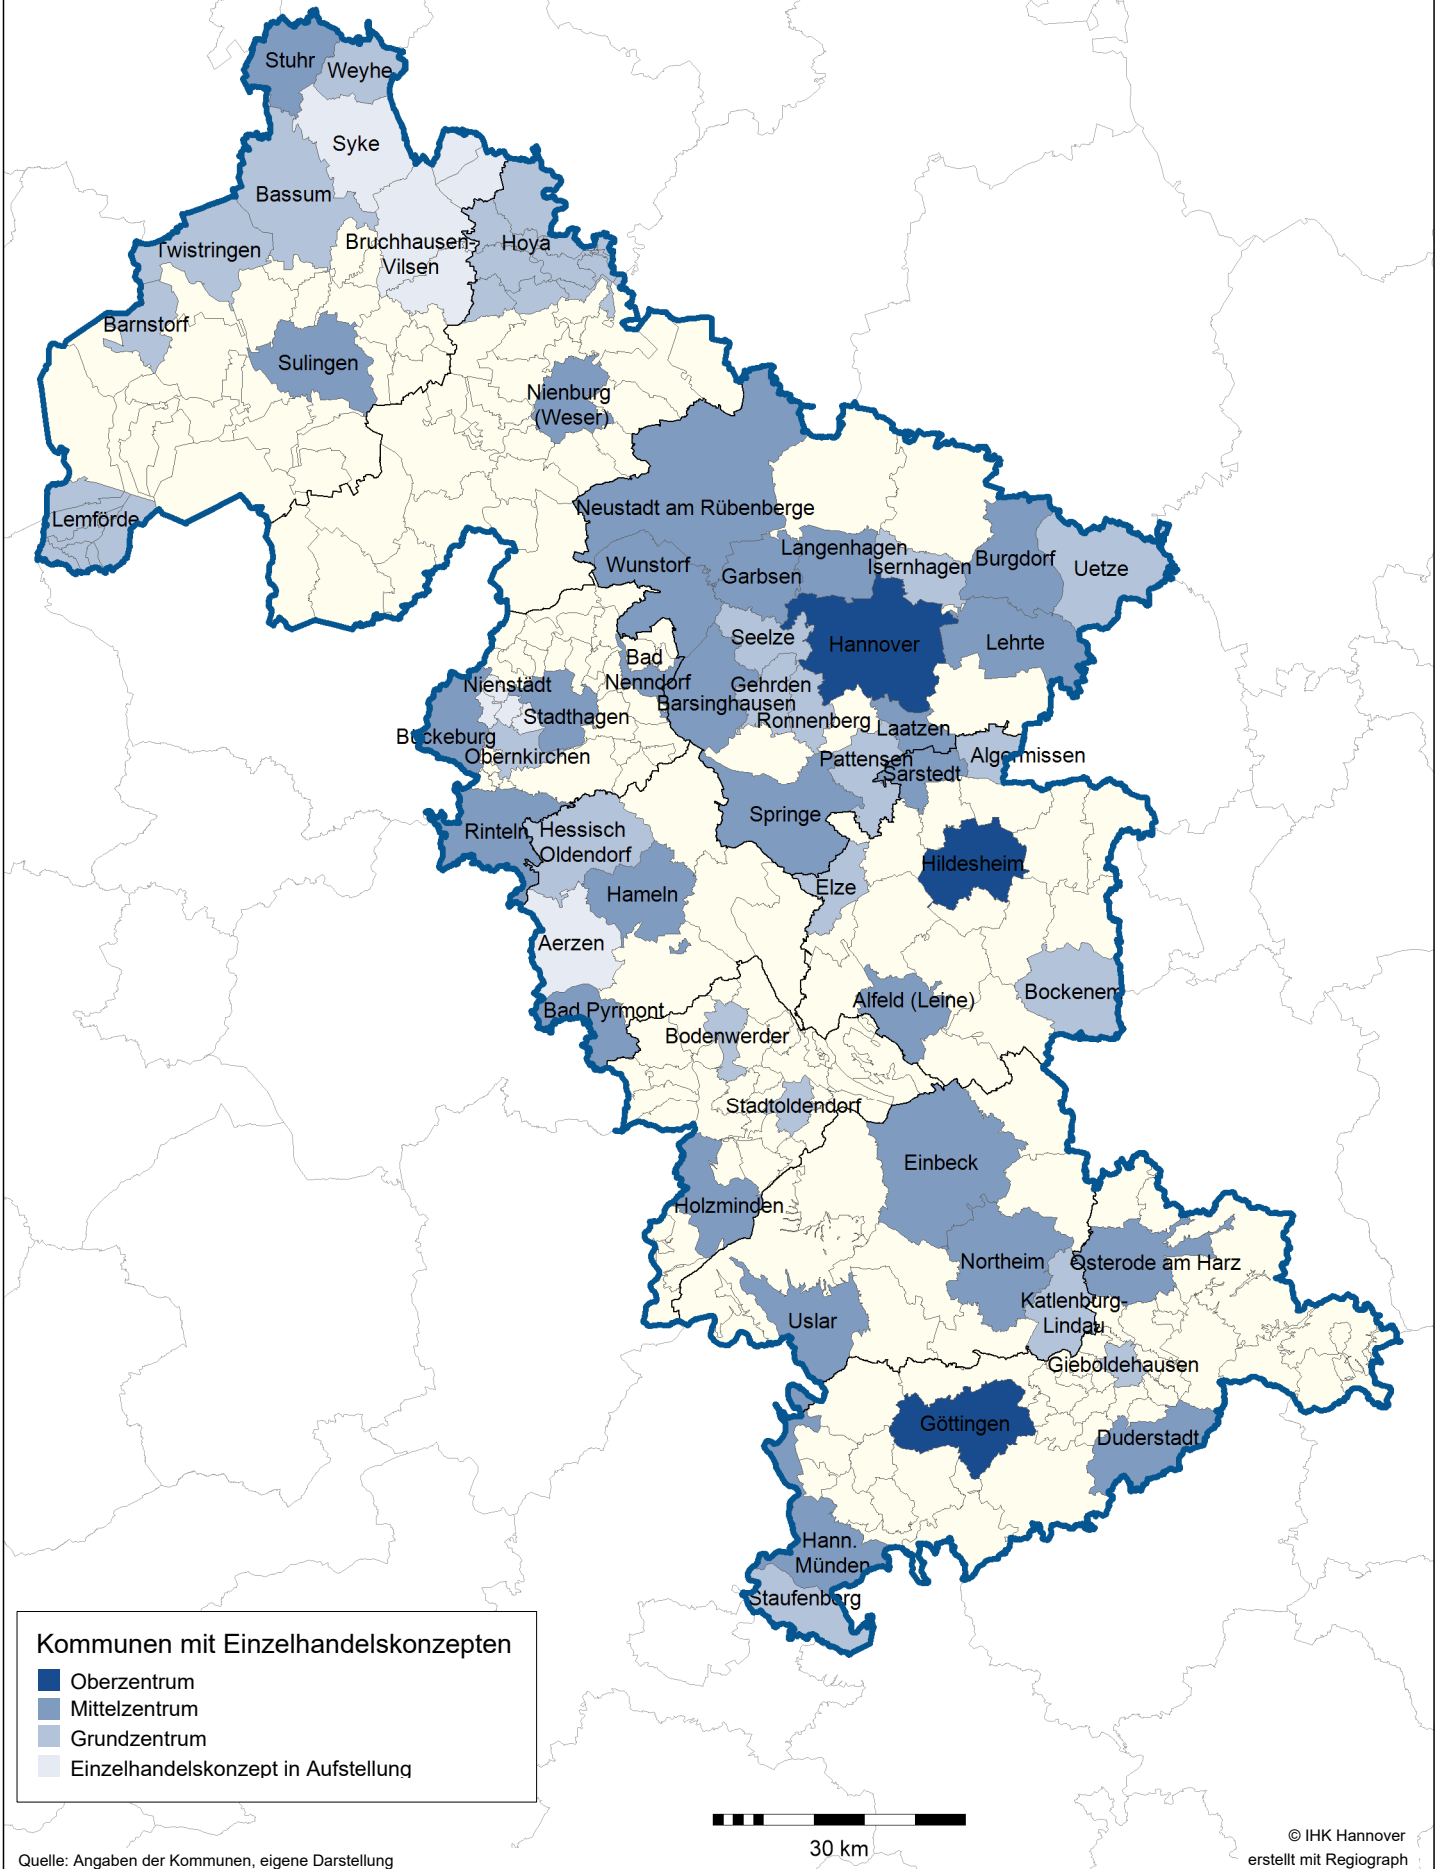 Stuhr
Weyhe
Syke
Bassum
Bruchhausen-
Vilsen
Hoya
Twistringen
Barnstorf
Sulingen
Nienburg
(Weser)
Lemförde
Neustadt am Rübenberge
Wunstorf
Garbsen
Langenhagen
Isernhagen
Burgdorf
Uetze
Seelze
Hannover
Lehrte
Bad
Nenndorf
Nienstädt
Stadthagen
Barsinghausen
Gehrden
Ronnenberg
Laatzen
Bückeburg
Obernkirchen
Pattensen
Sarstedt
Algermissen
Rinteln
Hessisch
Oldendorf
Springe
Hildesheim
Elze
Hameln
Aerzen
Bad Pyrmont
Alfeld (Leine)
Bockenem
Bodenwerder
Stadtoldendorf
Einbeck
Holzminden
Northeim
Osterode am Harz
Katlenburg-
Lindau
Uslar
Gieboldehausen
Göttingen
Duderstadt
Hann.
Münden
Staufenberg
Kommunen mit Einzelhandelskonzepten
Oberzentrum
Mittelzentrum
Grundzentrum
Einzelhandelskonzept in Aufstellung
30 km
Quelle: Angaben der Kommunen, eigene Darstellung
© IHK Hannover
erstellt mit Regiograph